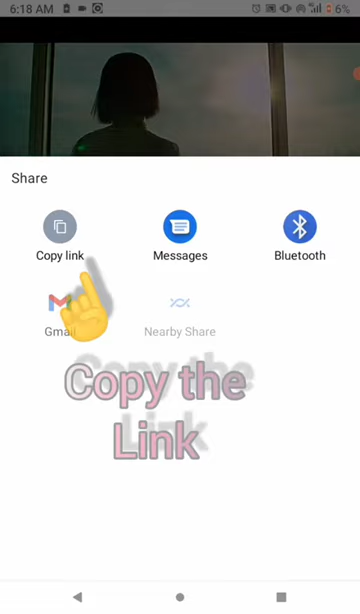 6:18 AM 6%
Share
Copy link Messages Bluetooth
Gmail Nearby Share
Copy the
Link